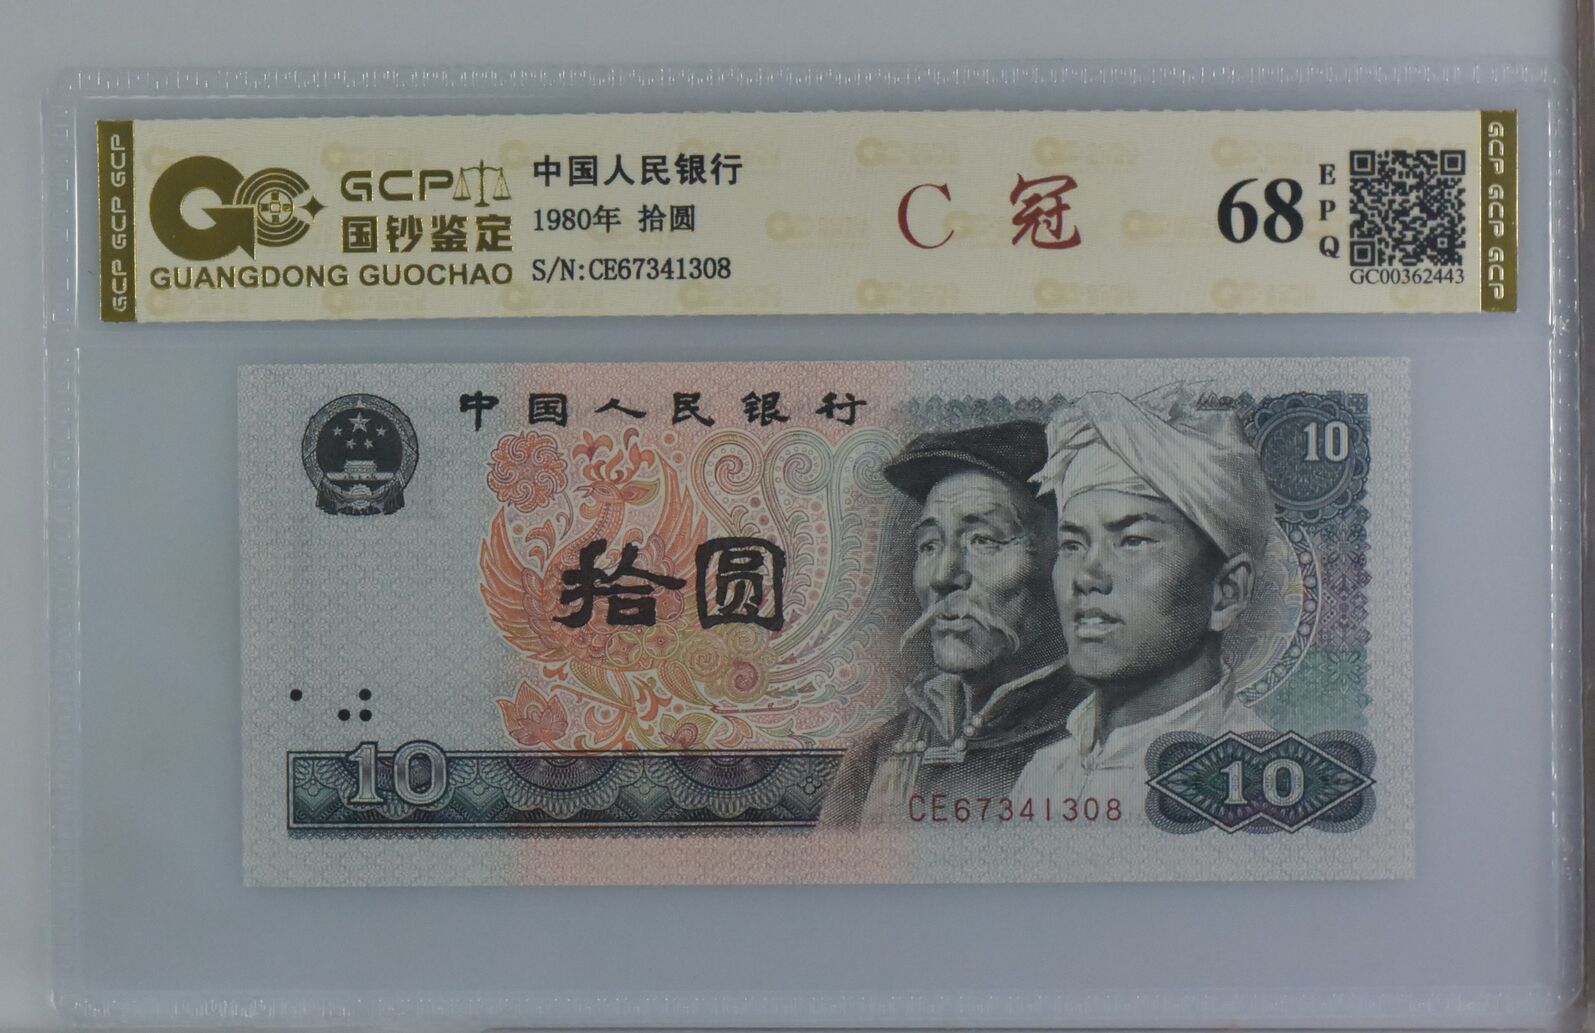 GCP GCP GCP
GCP
国钞鉴定
GUANGDONG GUOCHAO
中国人民银行
1980年 拾圆
S/N:CE67341308
C 冠
68
EPQ
GC00362443
GCP GCP GCP
中国人民银行
10
拾圆
10
CE67341308
10